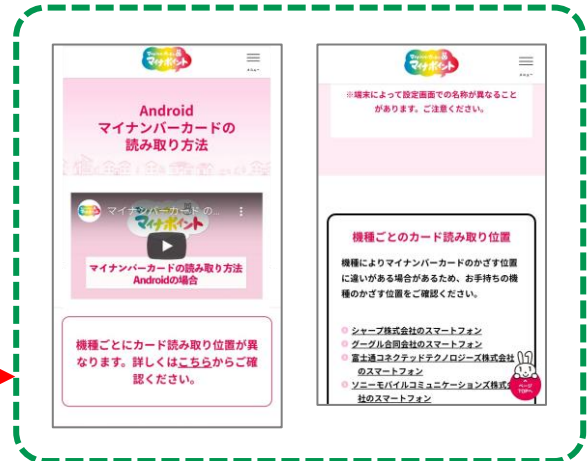 マイナポイント
メニュー
Android
マイナンバーカードの
読み取り方法
マイナンバーカードの...
マイナポイント
マイナンバーカードの読み取り方法
Androidの場合
機種ごとにカード読み取り位置が異
なります。詳しくはこちらからご確
認ください。
マイナポイント
メニュー
※端末によって設定画面での名称が異なること
があります。ご注意ください。
機種ごとのカード読み取り位置
機種によりマイナンバーカードのかざす位置
に違いがある場合があるため、お手持ちの機
種のかざす位置をご確認ください。
シャープ株式会社のスマートフォン
グーグル合同会社のスマートフォン
富士通コネクテッドテクノロジーズ株式会社
のスマートフォン
ソニーモバイルコミュニケーションズ株式会
社のスマートフォン
ページ
TOPへ